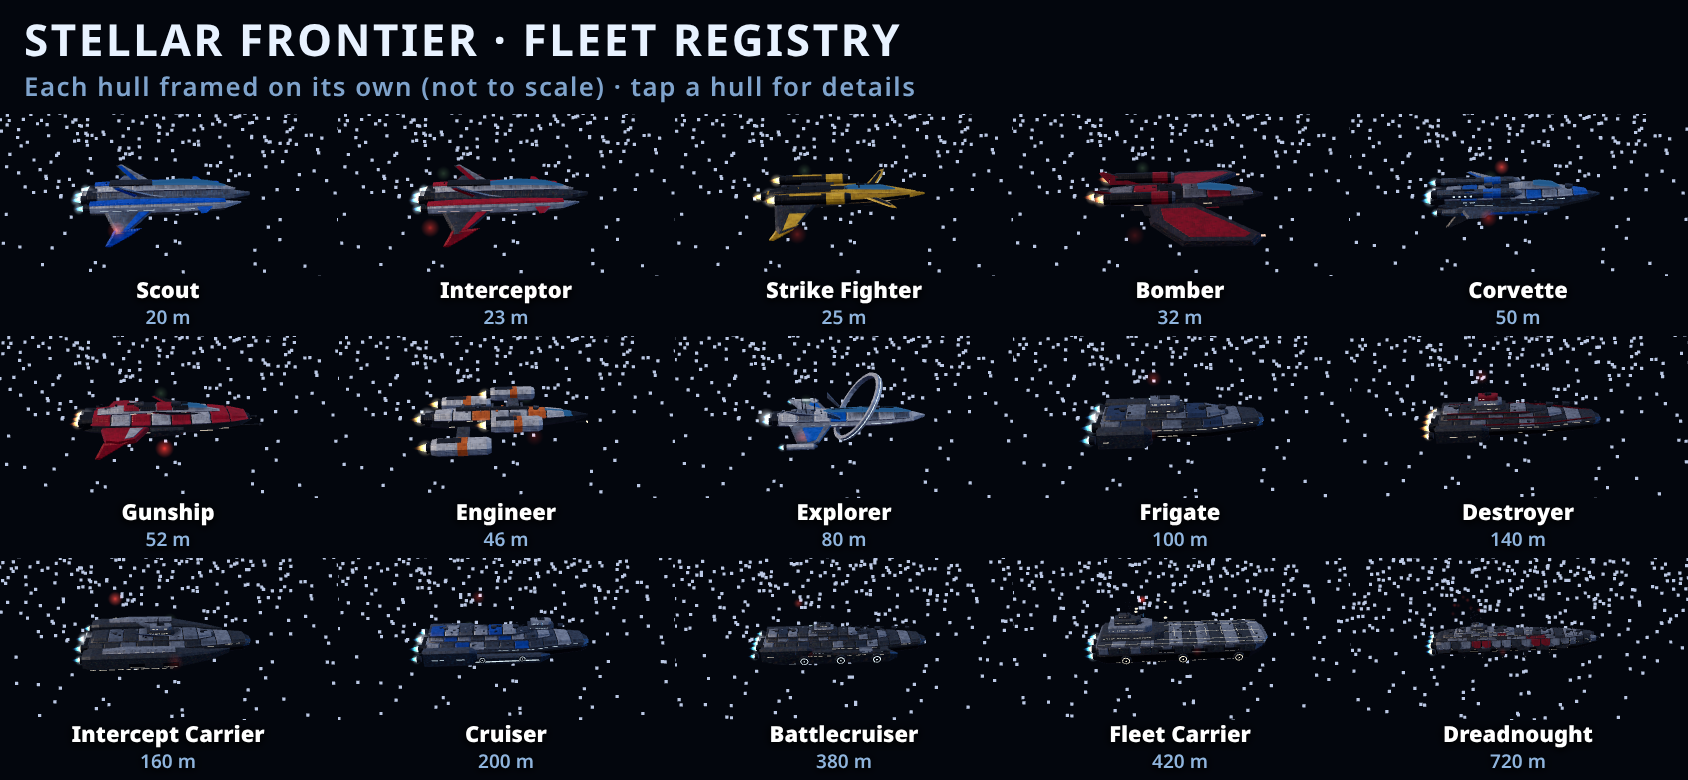 STELLAR FRONTIER · FLEET REGISTRY
Each hull framed on its own (not to scale) · tap a hull for details
Scout
20 m
Interceptor
23 m
Strike Fighter
25 m
Bomber
32 m
Corvette
50 m
Gunship
52 m
Engineer
46 m
Explorer
80 m
Frigate
100 m
Destroyer
140 m
Intercept Carrier
160 m
Cruiser
200 m
Battlecruiser
380 m
Fleet Carrier
420 m
Dreadnought
720 m